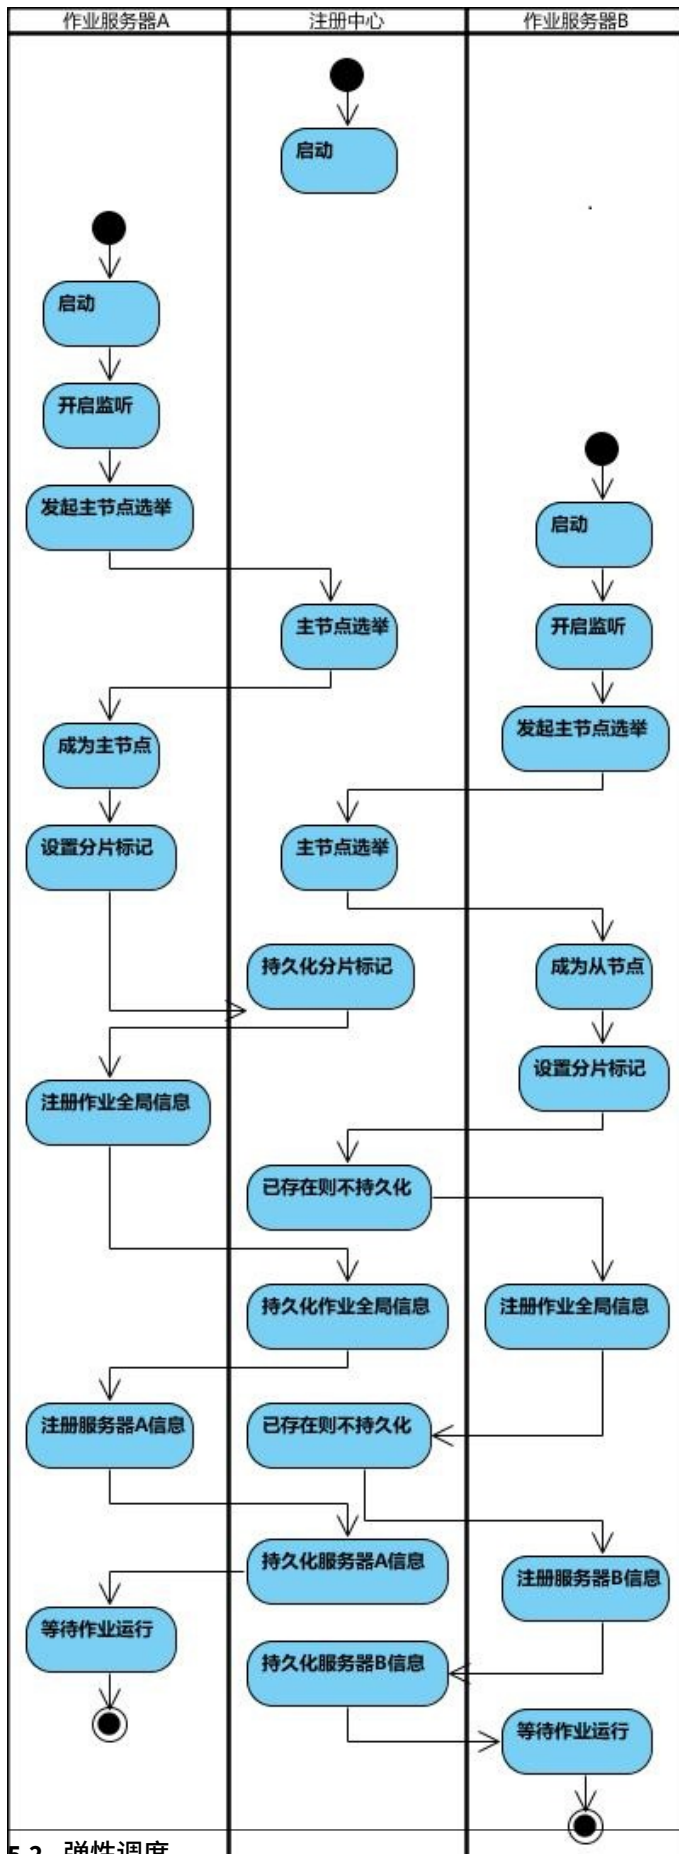 作业服务器A
注册中心
作业服务器B
启动
启动
开启监听
发起主节点选举
启动
主节点选举
开启监听
成为主节点
发起主节点选举
设置分片标记
主节点选举
持久化分片标记
成为从节点
设置分片标记
注册作业全局信息
已存在则不持久化
持久化作业全局信息
注册作业全局信息
注册服务器A信息
已存在则不持久化
持久化服务器A信息
注册服务器B信息
等待作业运行
持久化服务器B信息
等待作业运行
5.2 弹性调度